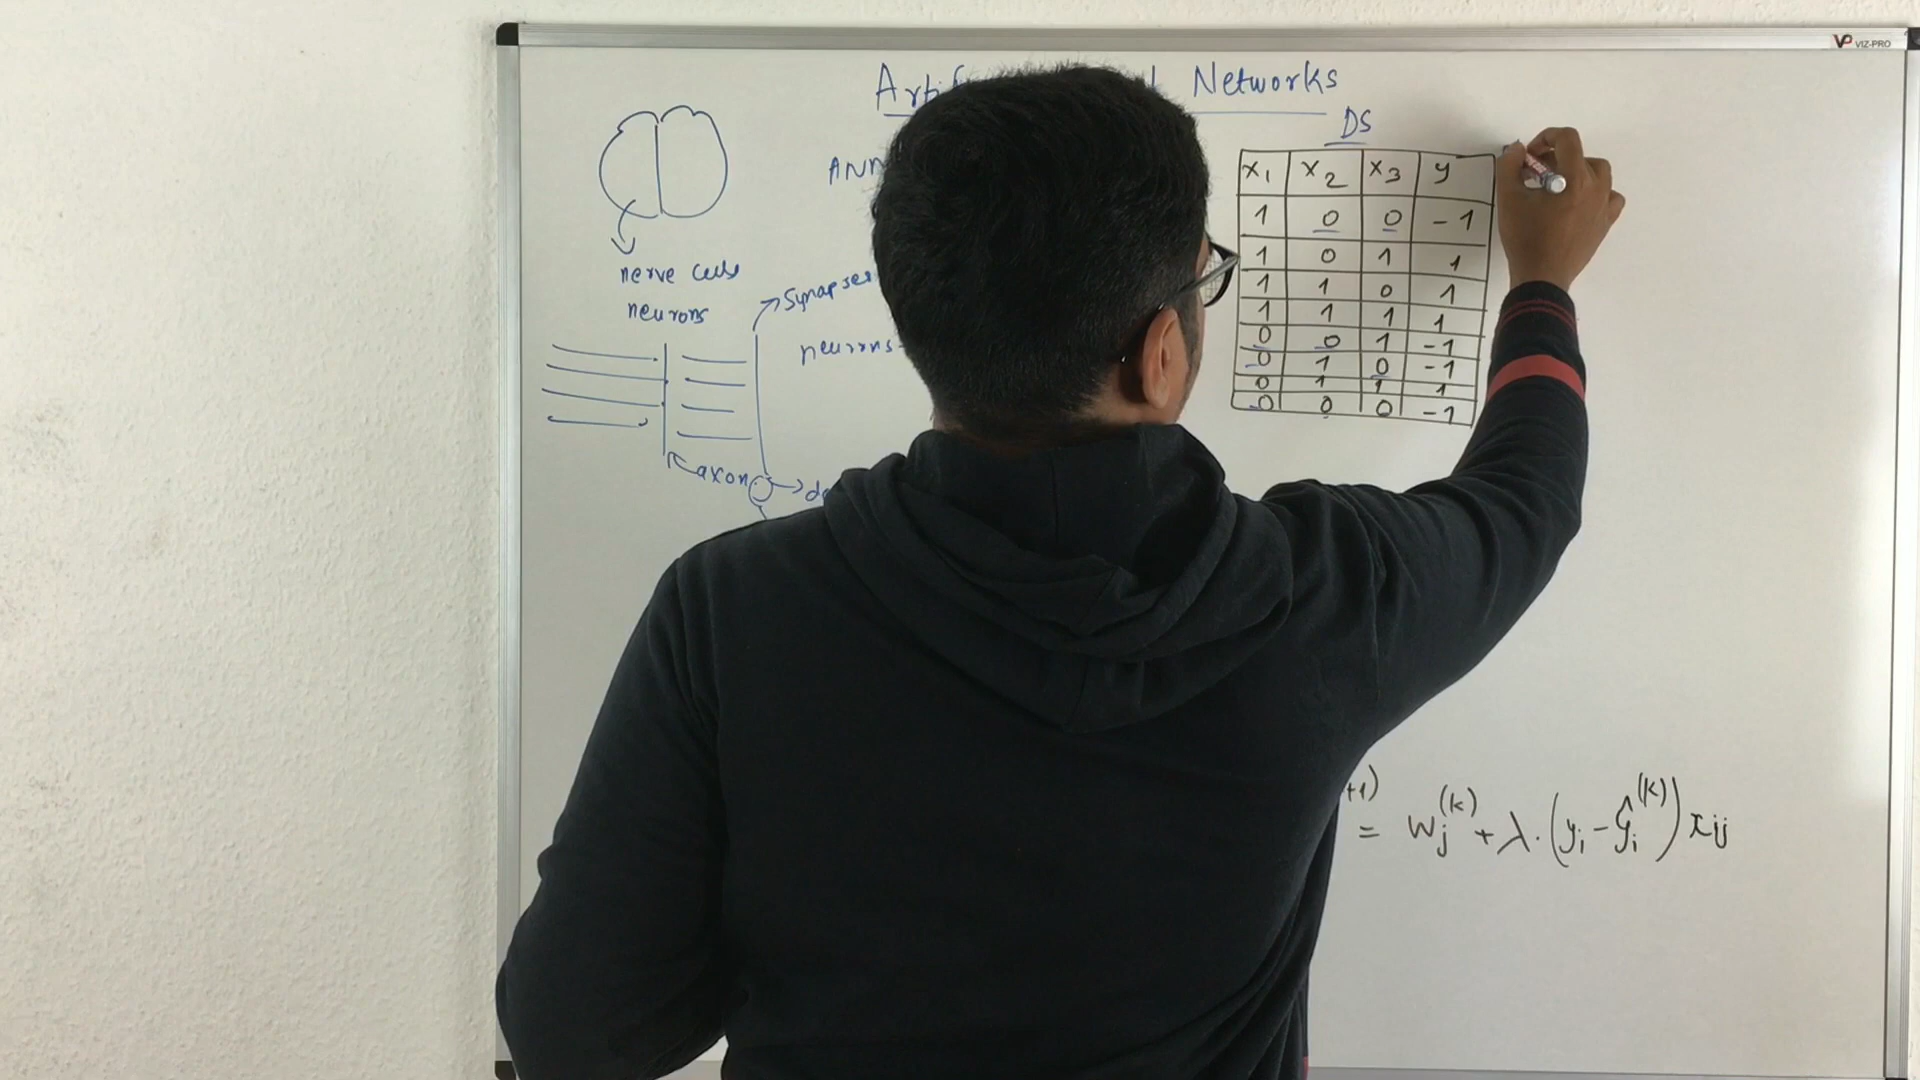 VP VIZ-PRO
Networks
DS
ANN
x1 x2 x3 y
1 0 0 -1
1 0 1 1
1 1 0 1
1 1 1 1
0 0 1 -1
0 1 0 -1
0 1 1 1
0 0 0 -1
nerve cells
neurons
Synapses
neurons
axon
+1) = wj^(k) + λ. (yi - ŷi^(k)) xij